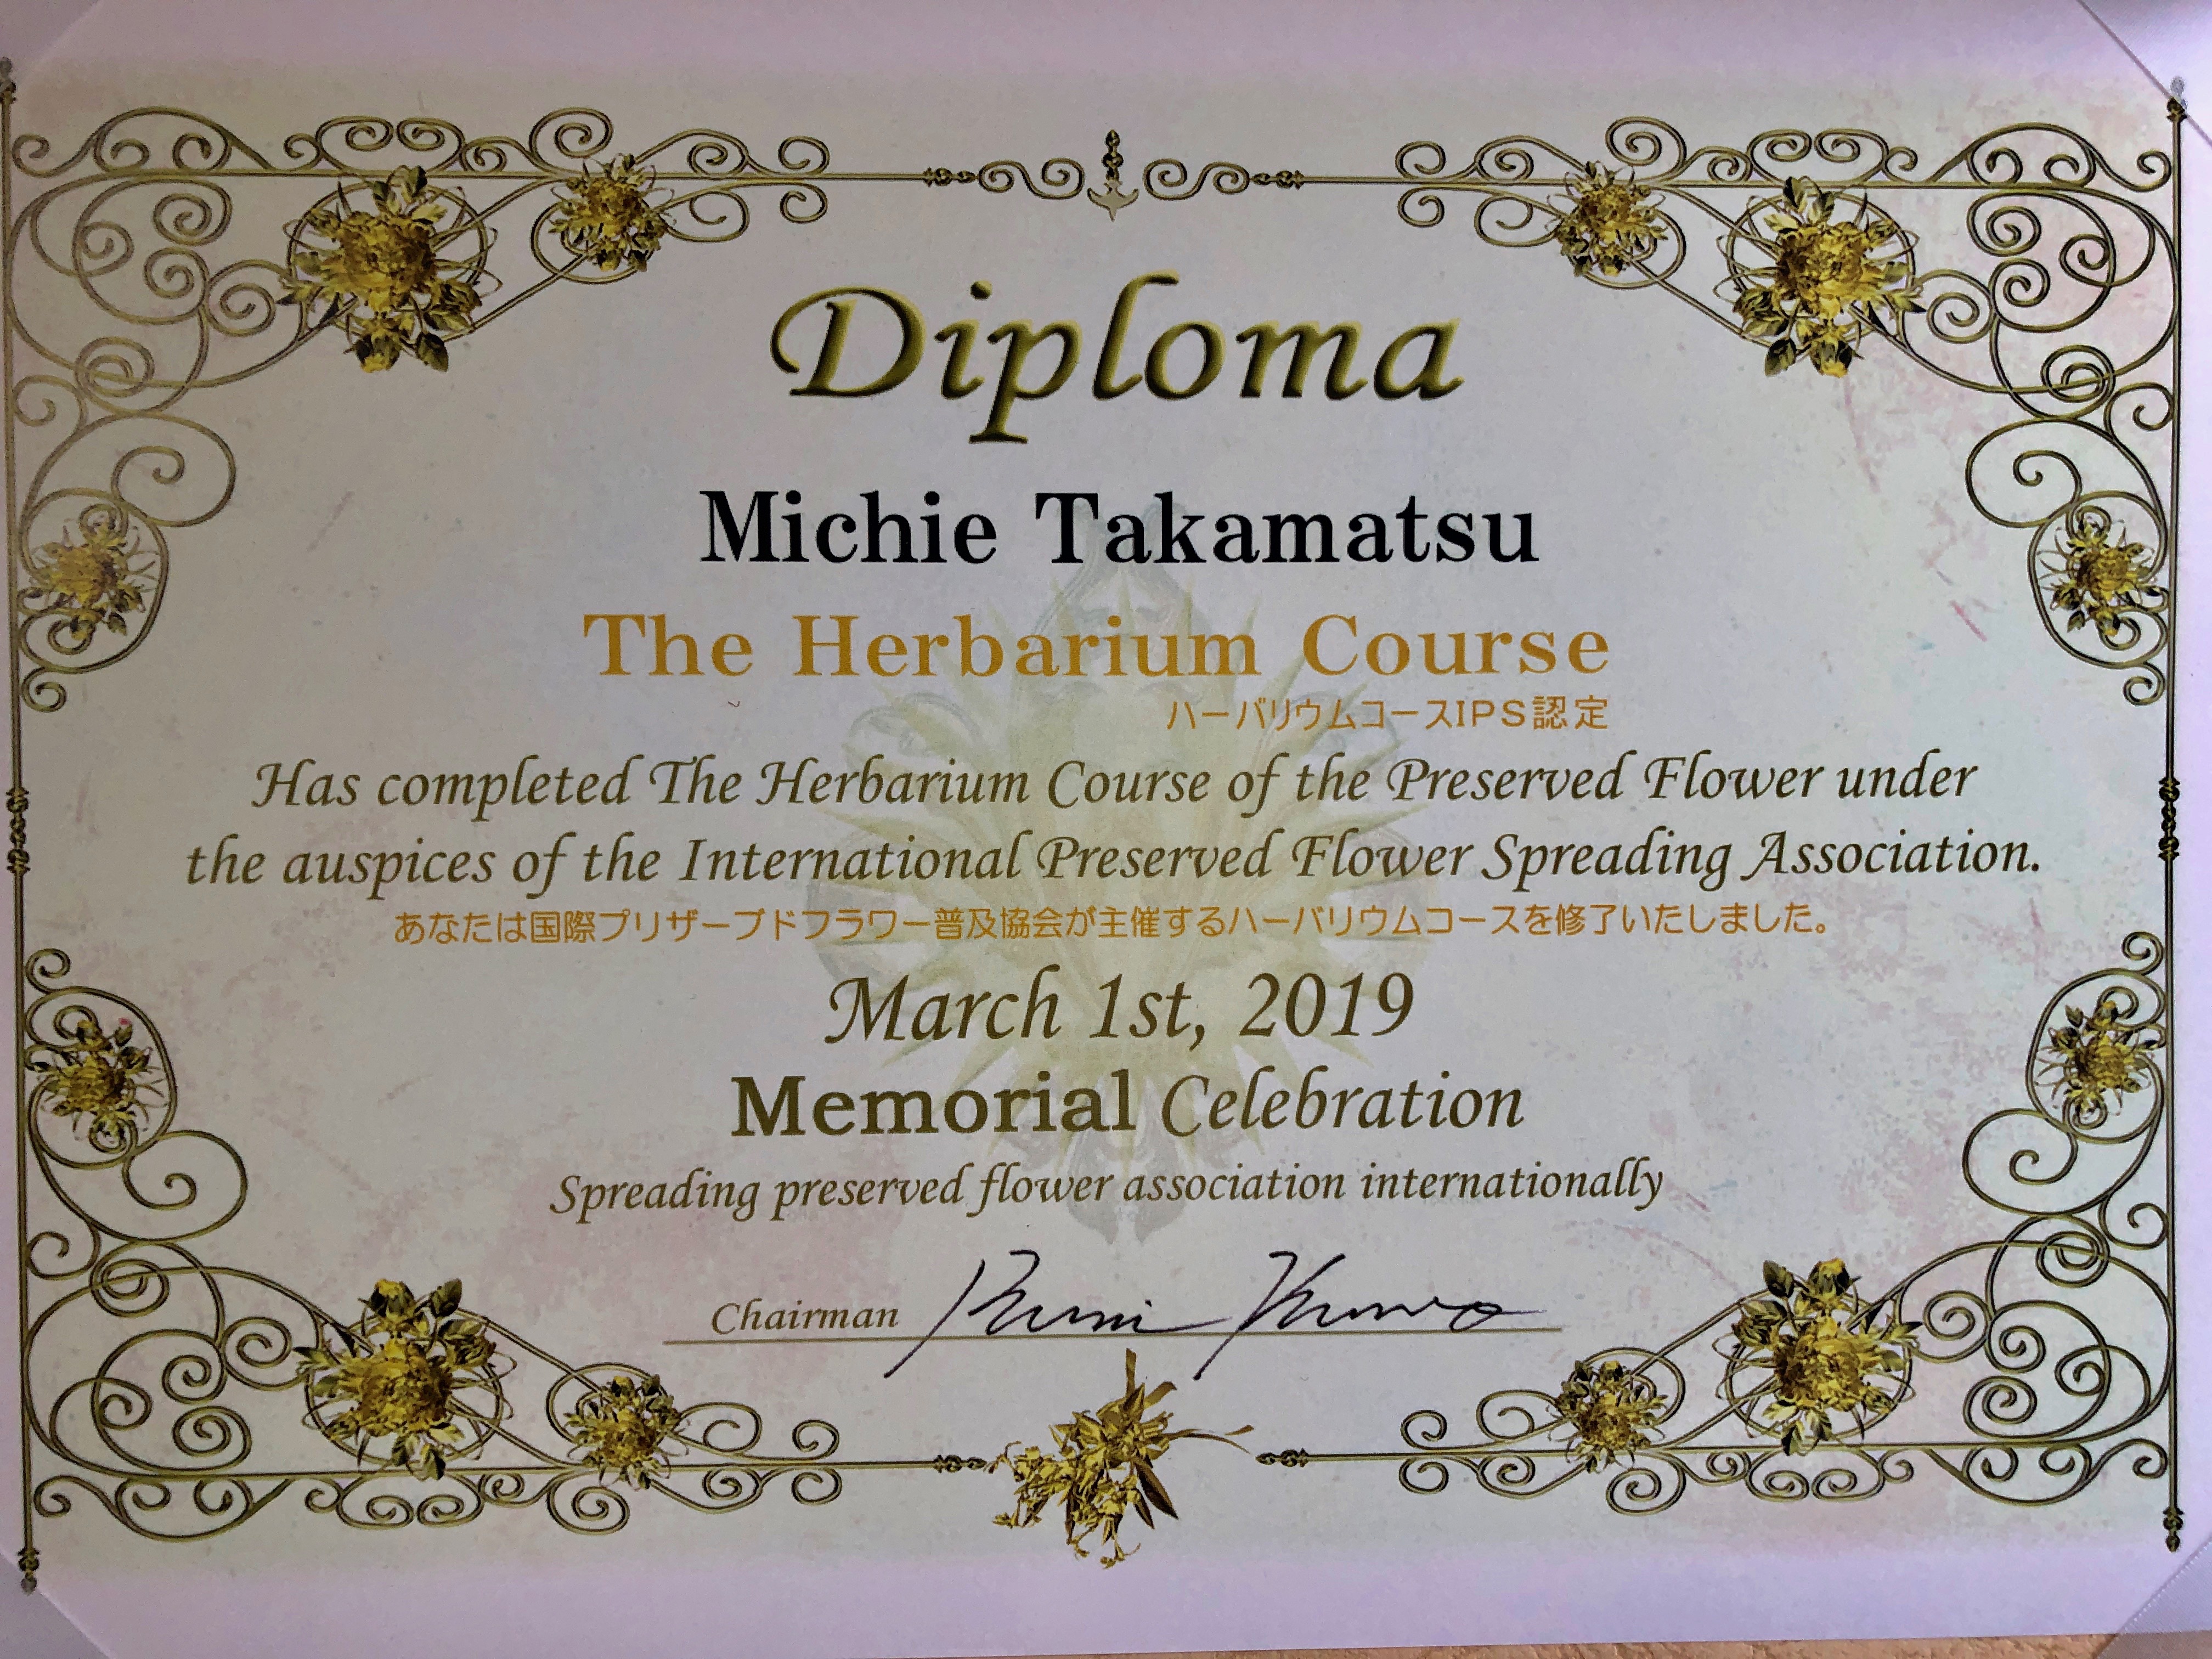 Diploma
Michie Takamatsu
The Herbarium Course
ハーバリウムコースIPS認定
Has completed The Herbarium Course of the Preserved Flower under
the auspices of the International Preserved Flower Spreading Association.
あなたは国際プリザーブドフラワー普及協会が主催するハーバリウムコースを修了いたしました。
March 1st, 2019
Memorial Celebration
Spreading preserved flower association internationally
Chairman